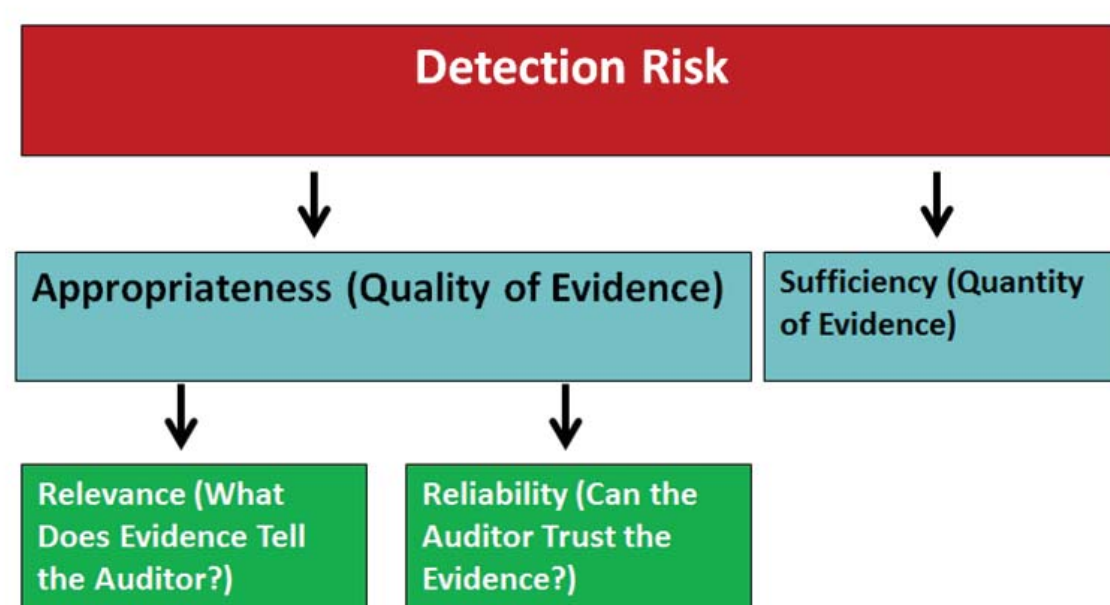 Detection Risk
Appropriateness (Quality of Evidence)
Sufficiency (Quantity
of Evidence)
Relevance (What
Does Evidence Tell
the Auditor?)
Reliability (Can the
Auditor Trust the
Evidence?)